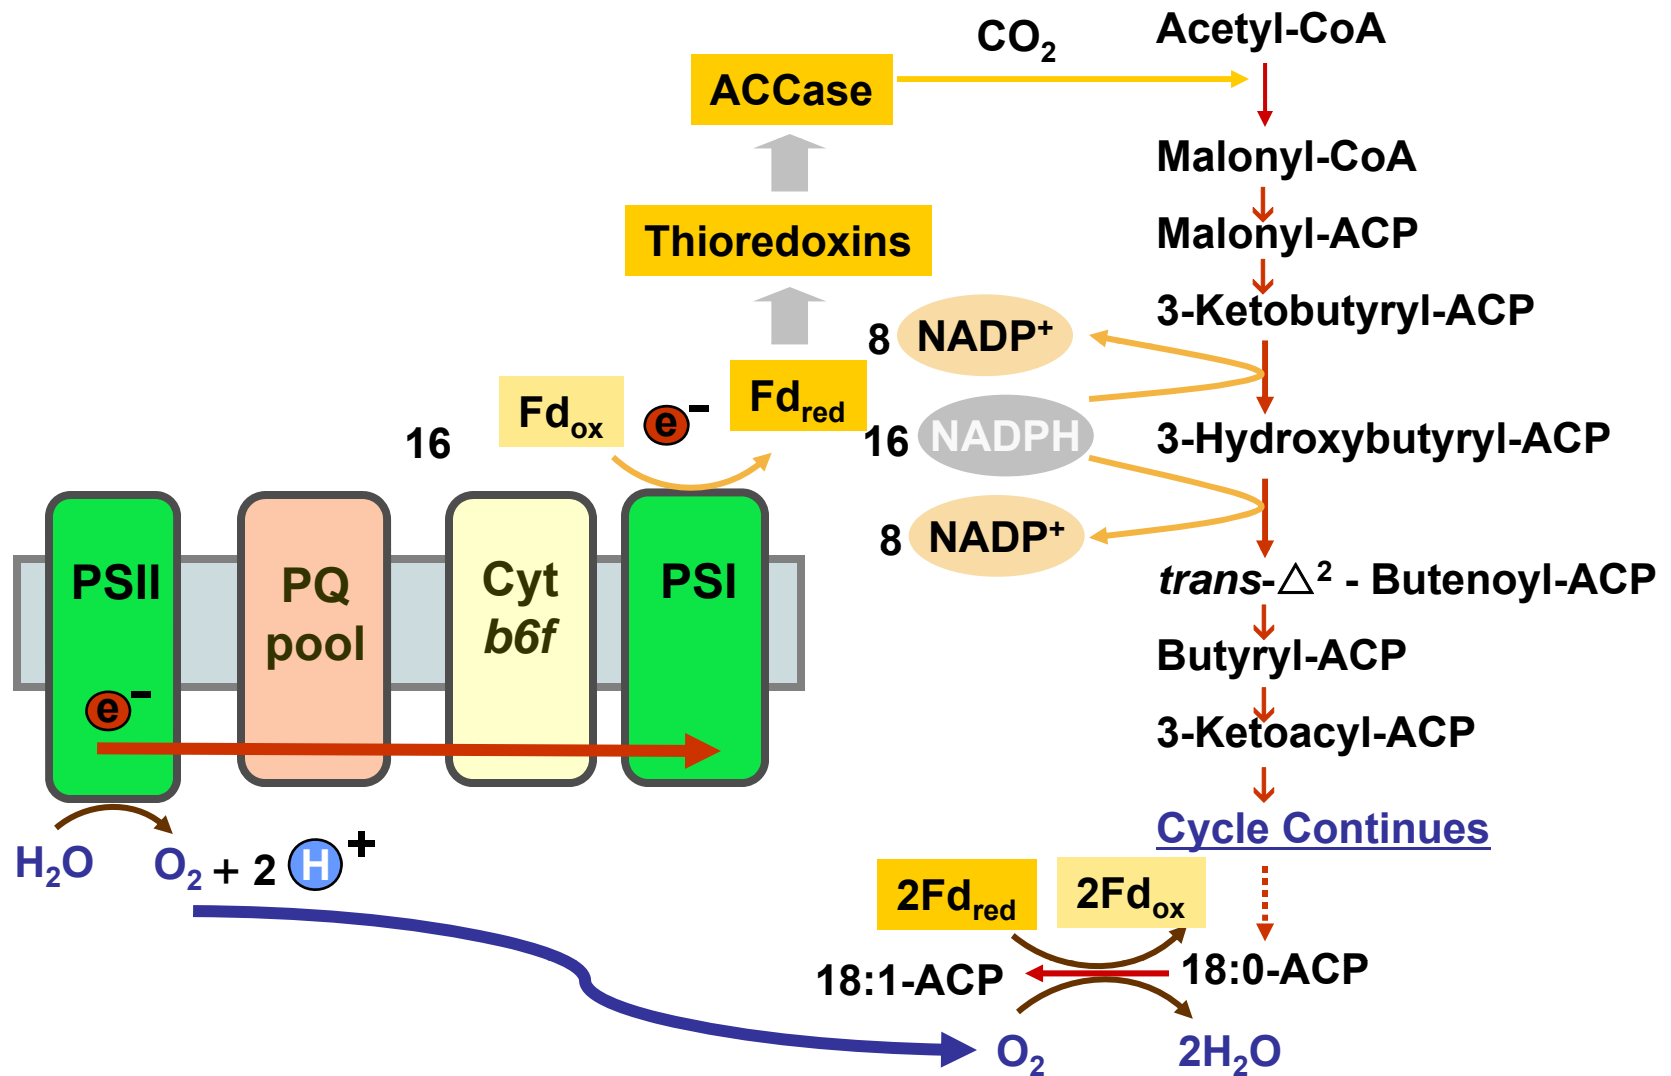 CO2
Acetyl-CoA
ACCase
Malonyl-CoA
Thioredoxins
Malonyl-ACP
3-Ketobutyryl-ACP
8 NADP+
Fdox
e-
Fdred
16
16 NADPH
3-Hydroxybutyryl-ACP
8 NADP+
PSII
PQ
pool
Cyt
b6f
PSI
trans-△2 - Butenoyl-ACP
Butyryl-ACP
e-
3-Ketoacyl-ACP
Cycle Continues
H2O
O2 + 2 H+
2Fdred
2Fdox
18:1-ACP
18:0-ACP
O2
2H2O